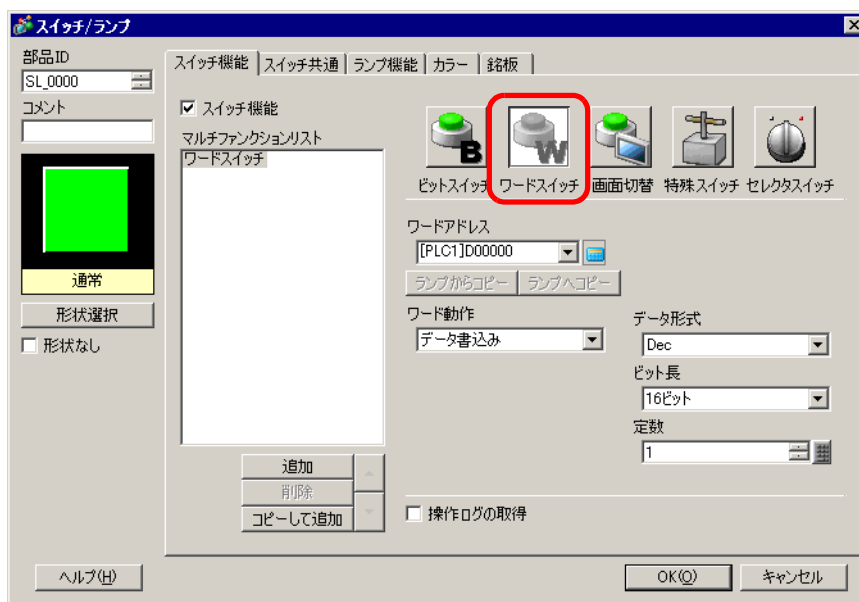 スイッチ/ランプ
部品ID
SL_0000
コメント
通常
形状選択
形状なし
スイッチ機能
スイッチ共通
ランプ機能
カラー
銘板
スイッチ機能
マルチファンクションリスト
ワードスイッチ
追加
削除
コピーして追加
B
W
ビットスイッチ
ワードスイッチ
画面切替
特殊スイッチ
セレクタスイッチ
ワードアドレス
[PLC1]D00000
ランプからコピー
ランプへコピー
ワード動作
データ書込み
データ形式
Dec
ビット長
16ビット
定数
1
操作ログの取得
ヘルプ(H)
OK(O)
キャンセル